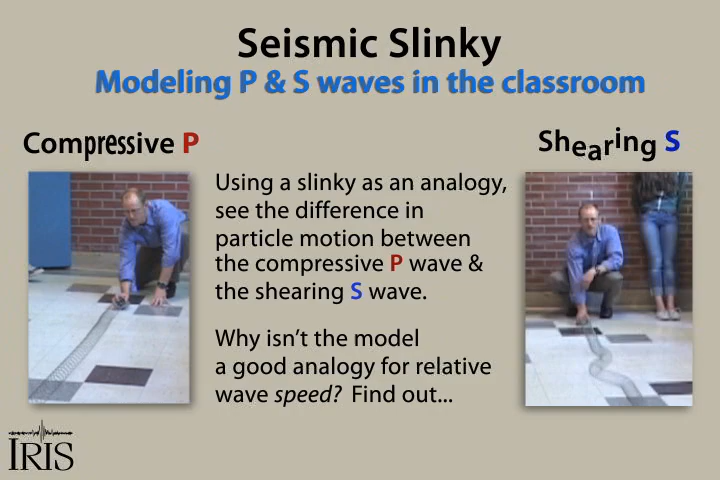 Seismic Slinky
Modeling P & S waves in the classroom
Compressive P
Shearing S
Using a slinky as an analogy,
see the difference in
particle motion between
the compressive P wave &
the shearing S wave.
Why isn't the model
a good analogy for relative
wave speed? Find out...
IRIS